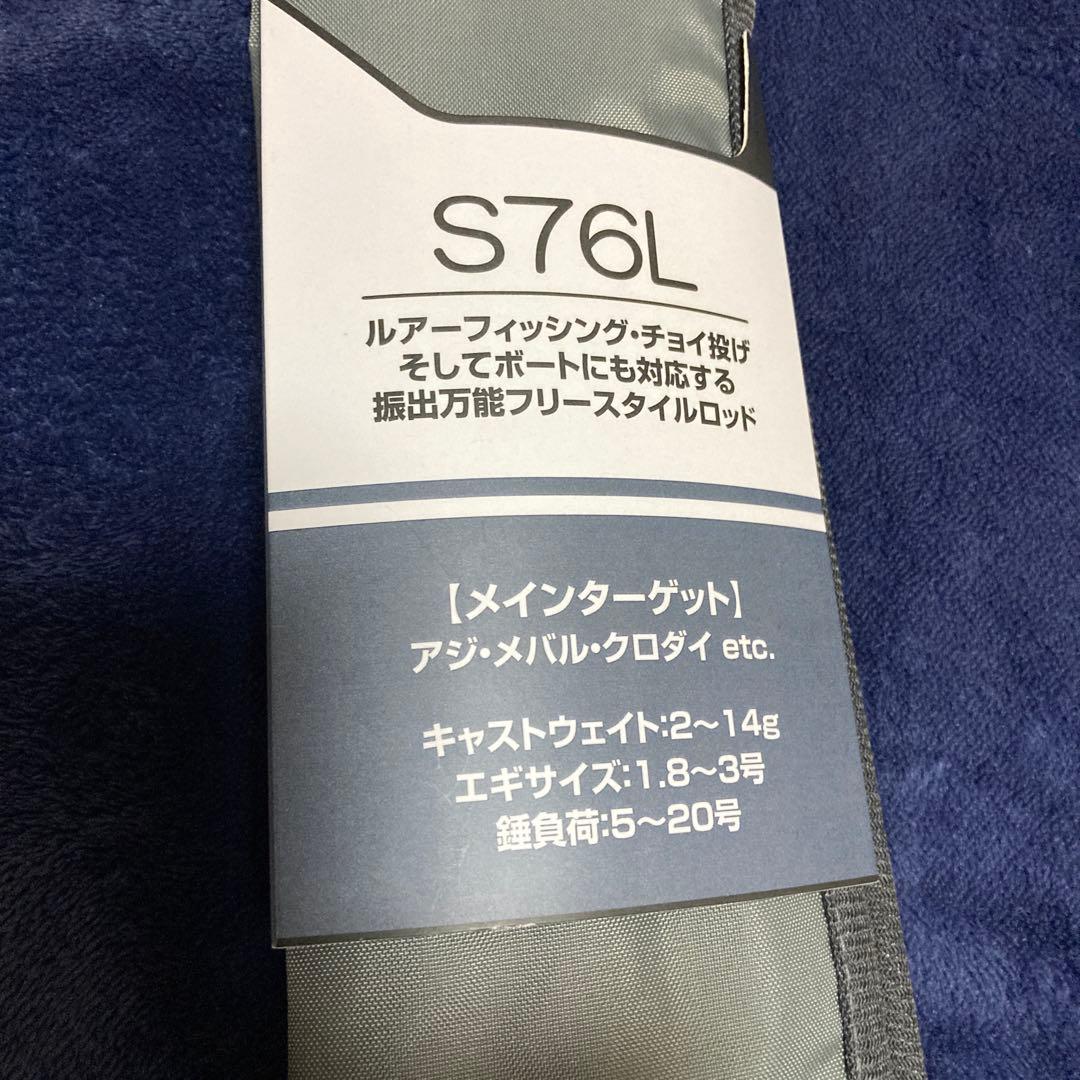 S76L
ルアーフィッシング・チョイ投げ
そしてボートにも対応する
振出万能フリースタイルロッド
【メインターゲット】
アジ・メバル・クロダイ etc.
キャストウェイト:2〜14g
エギサイズ:1.8〜3号
錘負荷:5〜20号